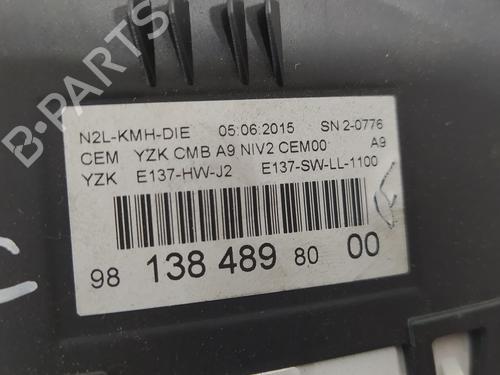 B-PARTS
N2L-KMH-DIE 05:06:2015 SN 2-0776
CEM YZK CMB A9 NIV2 CEM00 A9
YZK E137-HW-J2 E137-SW-LL-1100
98 138 489 80 00